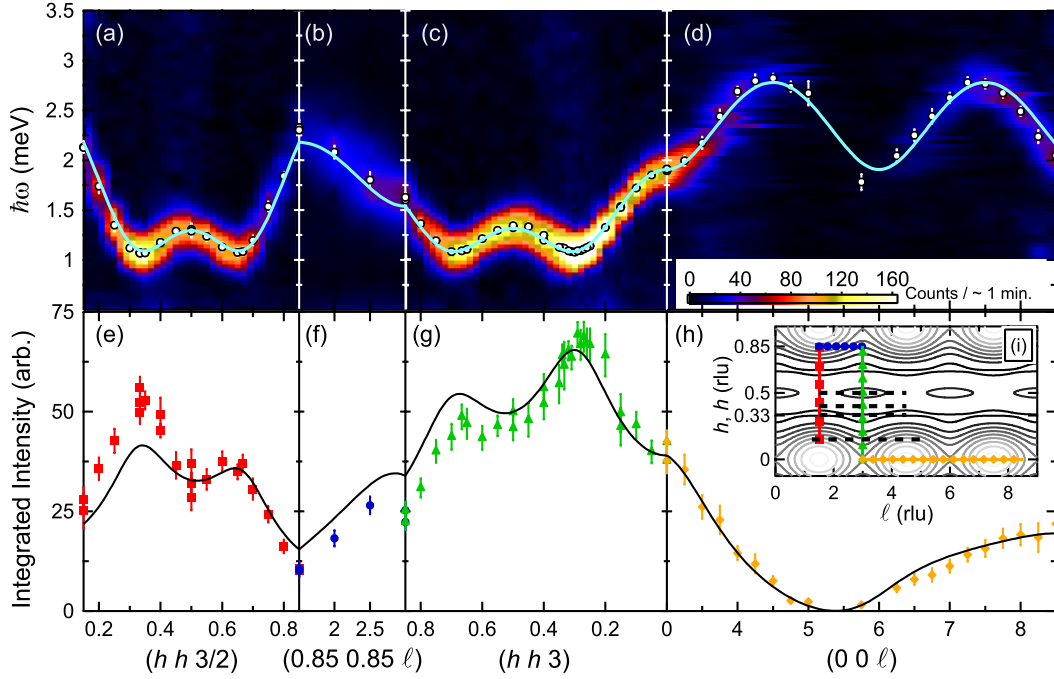 3.5
3
2.5
2
1.5
1
ħω (meV)
(a)
(b)
(c)
(d)
0 40 80 120 160
Counts / ~ 1 min.
75
50
25
0
Integrated Intensity (arb.)
(e)
(f)
(g)
(h)
(i)
0.85
0.5
0.33
0
h, h (rlu)
0 2 4 6 8
ℓ (rlu)
0.2 0.4 0.6 0.8 2 2.5 0.8 0.6 0.4 0.2 0 4 5 6 7 8
(h h 3/2) (0.85 0.85 ℓ) (h h 3) (0 0 ℓ)